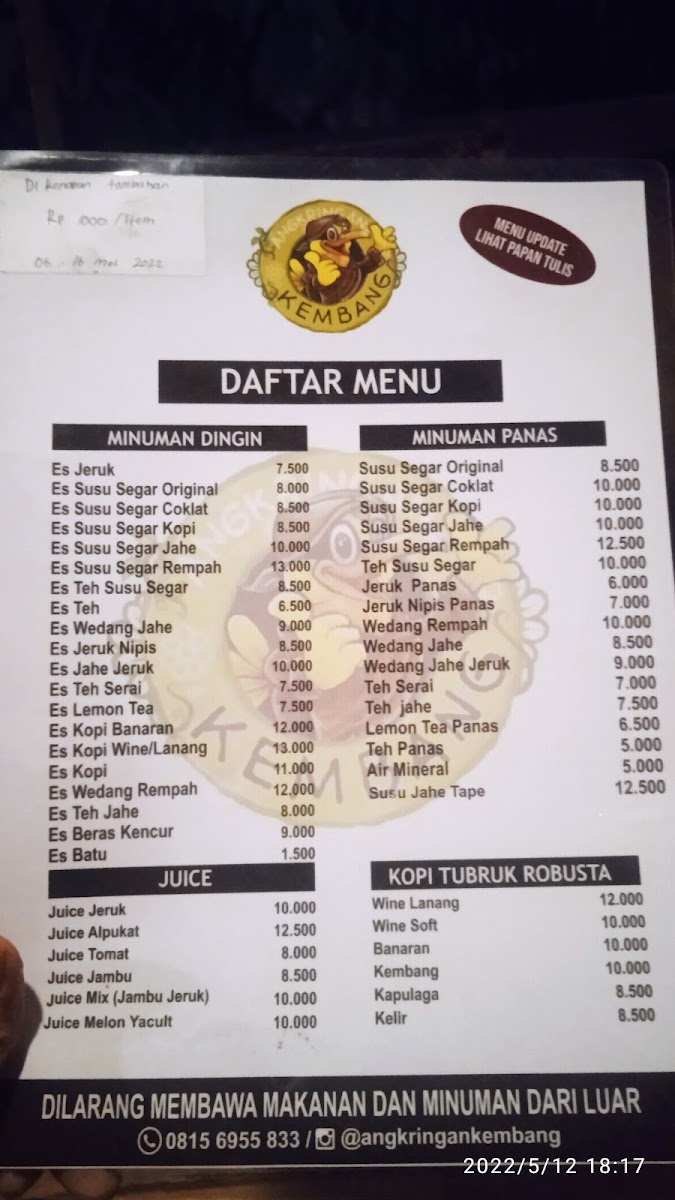 Di kenakan tambahan
Rp 1000 / Item
06 - 16 Mei 2022
ANGKRINGAN
KEMBANG
MENU UPDATE
LIHAT PAPAN TULIS
DAFTAR MENU
MINUMAN DINGIN
Es Jeruk 7.500
Es Susu Segar Original 8.000
Es Susu Segar Coklat 8.500
Es Susu Segar Kopi 8.500
Es Susu Segar Jahe 10.000
Es Susu Segar Rempah 13.000
Es Teh Susu Segar 8.500
Es Teh 6.500
Es Wedang Jahe 9.000
Es Jeruk Nipis 8.500
Es Jahe Jeruk 10.000
Es Teh Serai 7.500
Es Lemon Tea 7.500
Es Kopi Banaran 12.000
Es Kopi Wine/Lanang 13.000
Es Kopi 11.000
Es Wedang Rempah 12.000
Es Teh Jahe 8.000
Es Beras Kencur 9.000
Es Batu 1.500
MINUMAN PANAS
Susu Segar Original 8.500
Susu Segar Coklat 10.000
Susu Segar Kopi 10.000
Susu Segar Jahe 10.000
Susu Segar Rempah 12.500
Teh Susu Segar 10.000
Jeruk Panas 6.000
Jeruk Nipis Panas 7.000
Wedang Rempah 10.000
Wedang Jahe 8.500
Wedang Jahe Jeruk 9.000
Teh Serai 7.000
Teh jahe 7.500
Lemon Tea Panas 6.500
Teh Panas 5.000
Air Mineral 5.000
Susu Jahe Tape 12.500
JUICE
Juice Jeruk 10.000
Juice Alpukat 12.500
Juice Tomat 8.000
Juice Jambu 8.500
Juice Mix (Jambu Jeruk) 10.000
Juice Melon Yacult 10.000
KOPI TUBRUK ROBUSTA
Wine Lanang 12.000
Wine Soft 10.000
Banaran 10.000
Kembang 10.000
Kapulaga 8.500
Kelir 8.500
DILARANG MEMBAWA MAKANAN DAN MINUMAN DARI LUAR
0815 6955 833 / @angkringankembang
2022/5/12 18:17